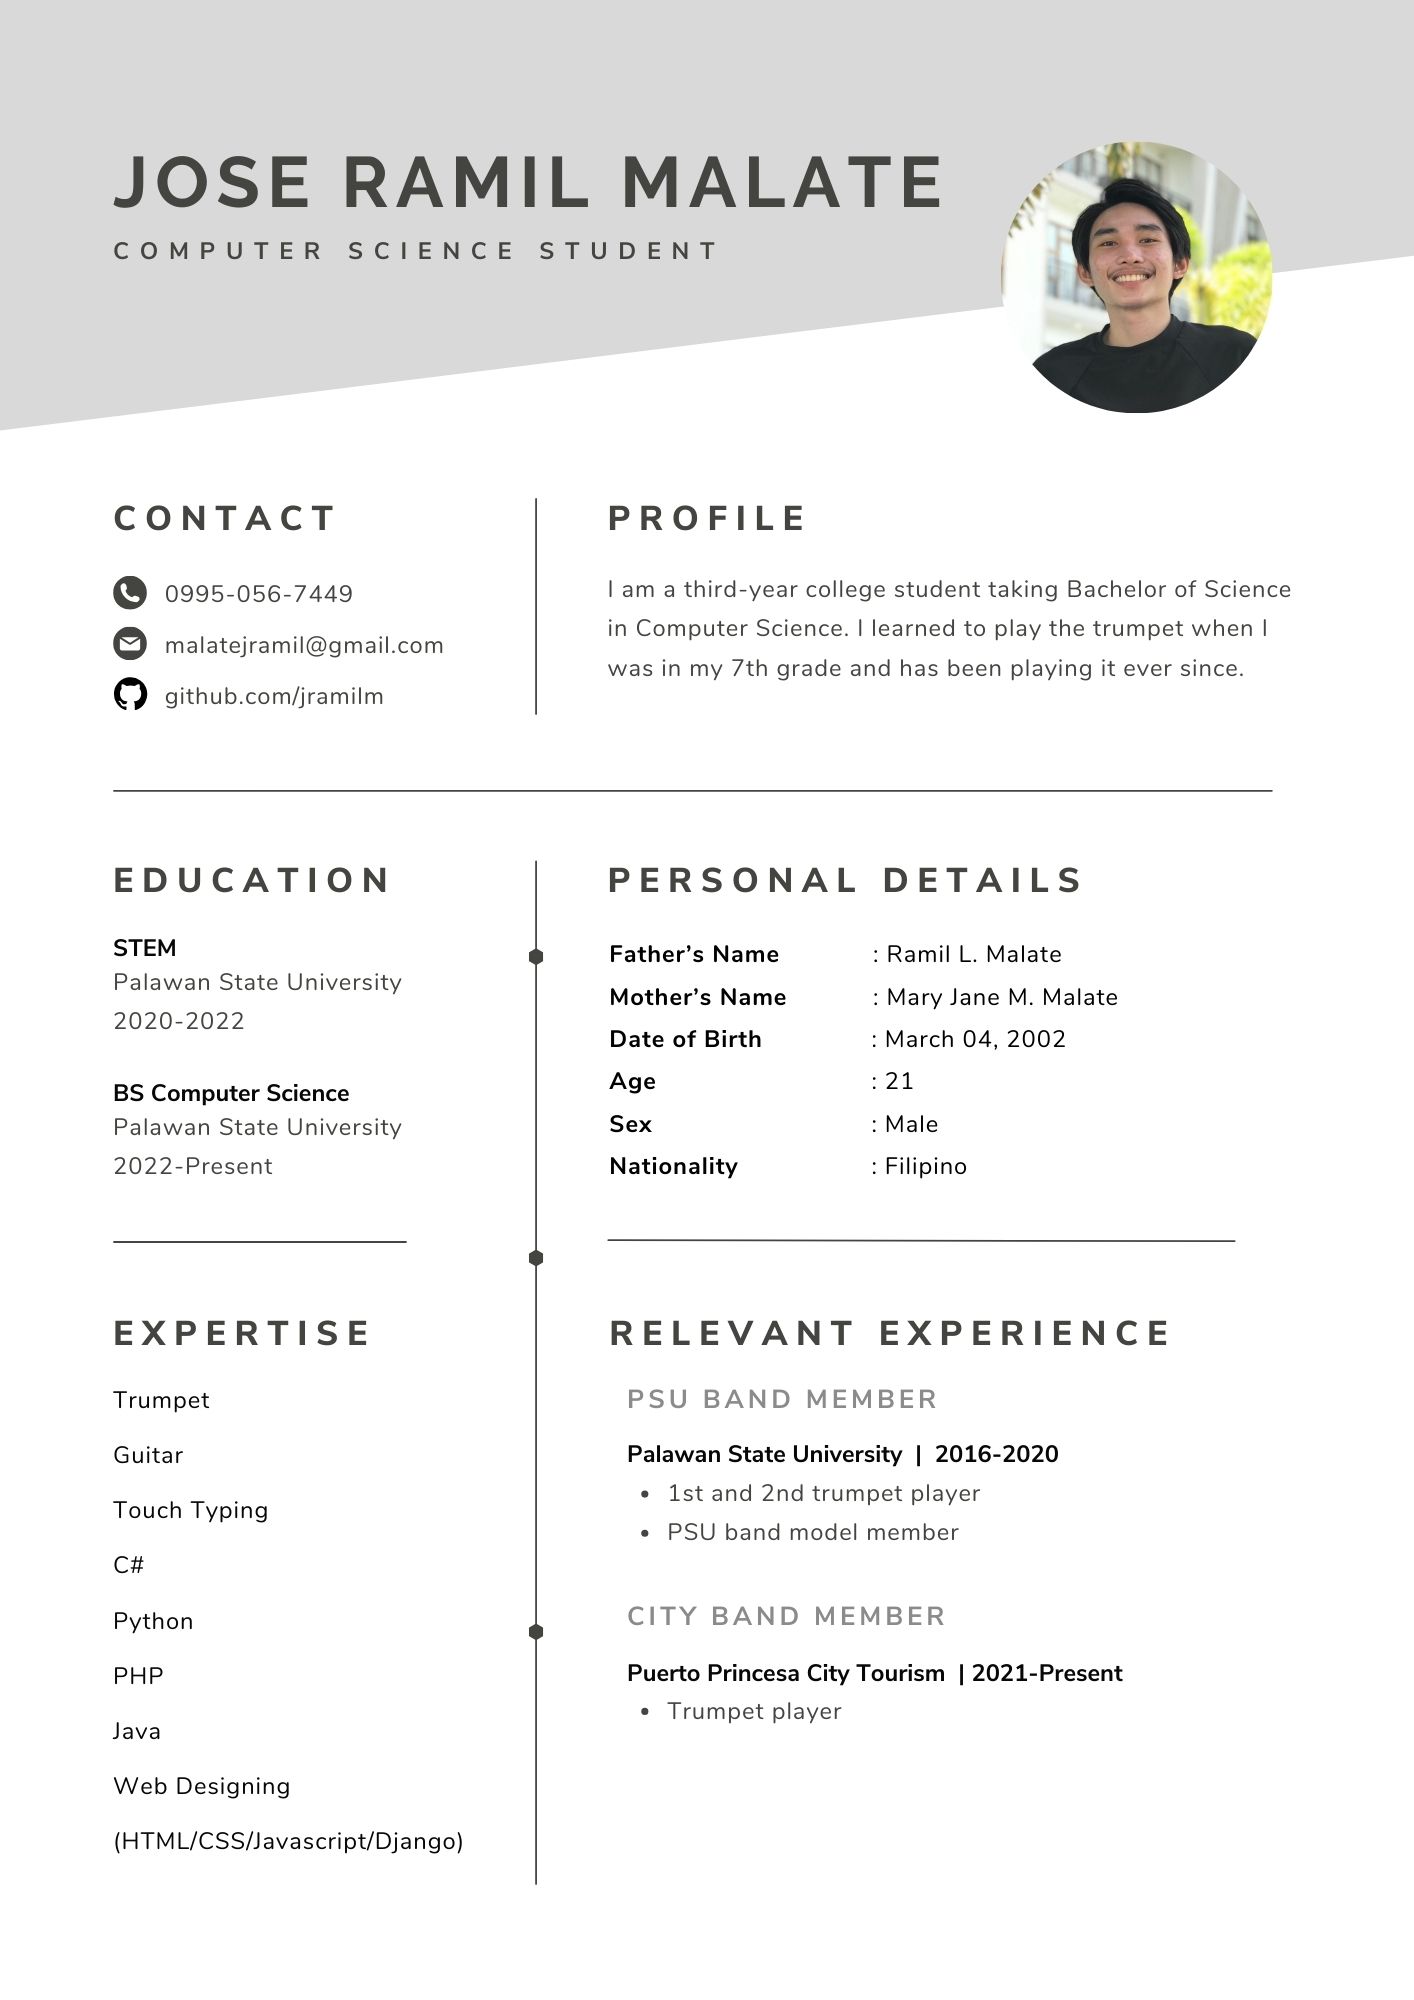 JOSE RAMIL MALATE
COMPUTER SCIENCE STUDENT
CONTACT
0995-056-7449
malatejramil@gmail.com
github.com/jramilm
PROFILE
I am a third-year college student taking Bachelor of Science
in Computer Science. I learned to play the trumpet when I
was in my 7th grade and has been playing it ever since.
EDUCATION
STEM
Palawan State University
2020-2022
BS Computer Science
Palawan State University
2022-Present
PERSONAL DETAILS
Father’s Name : Ramil L. Malate
Mother’s Name : Mary Jane M. Malate
Date of Birth : March 04, 2002
Age : 21
Sex : Male
Nationality : Filipino
EXPERTISE
Trumpet
Guitar
Touch Typing
C#
Python
PHP
Java
Web Designing
(HTML/CSS/Javascript/Django)
RELEVANT EXPERIENCE
PSU BAND MEMBER
Palawan State University | 2016-2020
• 1st and 2nd trumpet player
• PSU band model member
CITY BAND MEMBER
Puerto Princesa City Tourism | 2021-Present
• Trumpet player